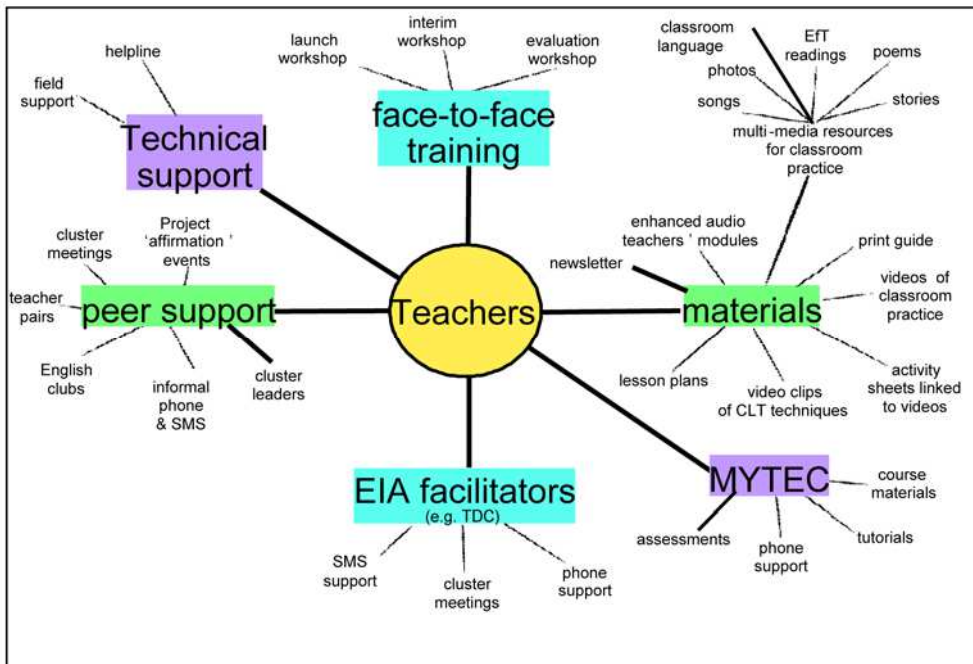 helpline
field
support
Technical
support
launch
workshop
interim
workshop
evaluation
workshop
face-to-face
training
classroom
language
EfT
readings
poems
photos
songs
stories
multi-media resources
for classroom
practice
cluster
meetings
Project
'affirmation '
events
teacher
pairs
peer support
English
clubs
informal
phone
& SMS
cluster
leaders
Teachers
enhanced audio
teachers ' modules
newsletter
print guide
videos of
classroom
practice
materials
lesson plans
video clips
of CLT techniques
activity
sheets linked
to videos
EIA facilitators
(e.g. TDC)
SMS
support
cluster
meetings
phone
support
MYTEC
course
materials
assessments
phone
support
tutorials